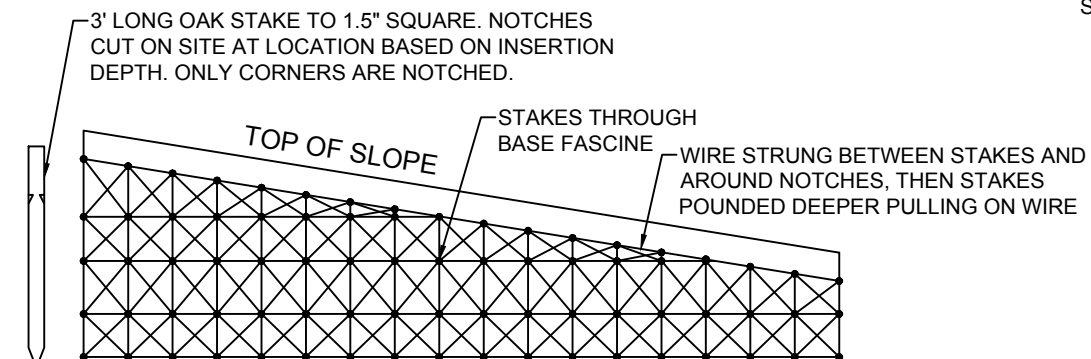 3' LONG OAK STAKE TO 1.5" SQUARE. NOTCHES
CUT ON SITE AT LOCATION BASED ON INSERTION
DEPTH. ONLY CORNERS ARE NOTCHED.
S
TOP OF SLOPE
STAKES THROUGH
BASE FASCINE
WIRE STRUNG BETWEEN STAKES AND
AROUND NOTCHES, THEN STAKES
POUNDED DEEPER PULLING ON WIRE